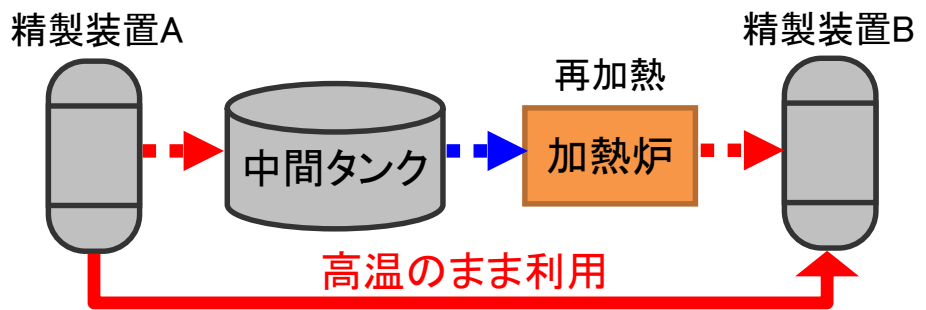 精製装置A
精製装置B
再加熱
中間タンク
加熱炉
高温のまま利用